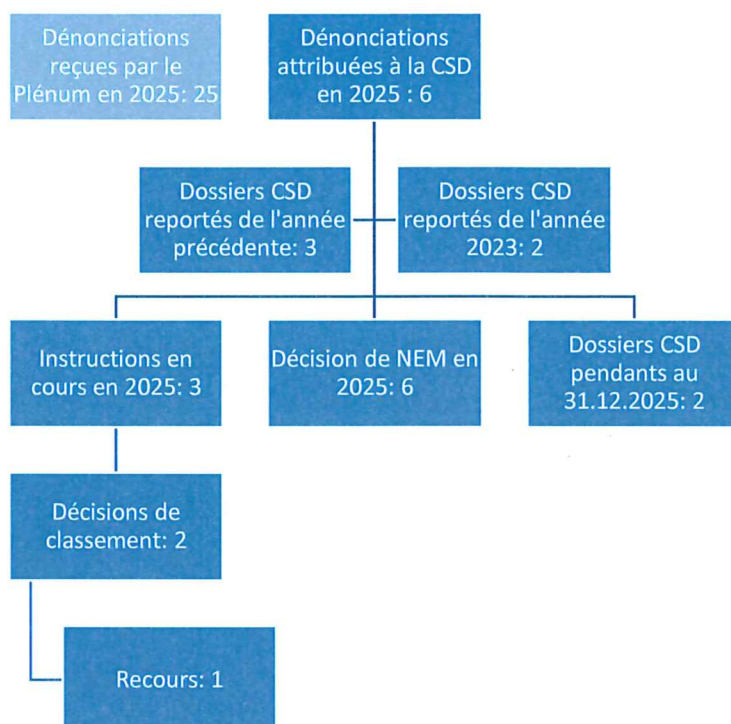 Dénonciations
reçues par le
Plénum en 2025: 25
Dénonciations
attribuées à la CSD
en 2025 : 6
Dossiers CSD
reportés de l'année
précédente: 3
Dossiers CSD
reportés de l'année
2023: 2
Instructions en
cours en 2025: 3
Décision de NEM en
2025: 6
Dossiers CSD
pendants au
31.12.2025: 2
Décisions de
classement: 2
Recours: 1